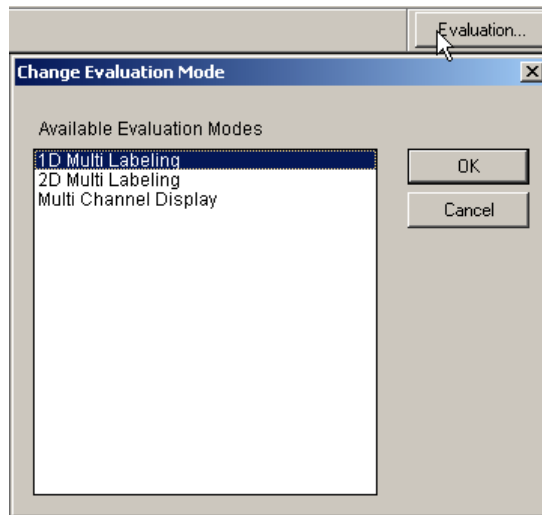 Evaluation...
Change Evaluation Mode
Available Evaluation Modes
1D Multi Labeling
2D Multi Labeling
Multi Channel Display
OK
Cancel